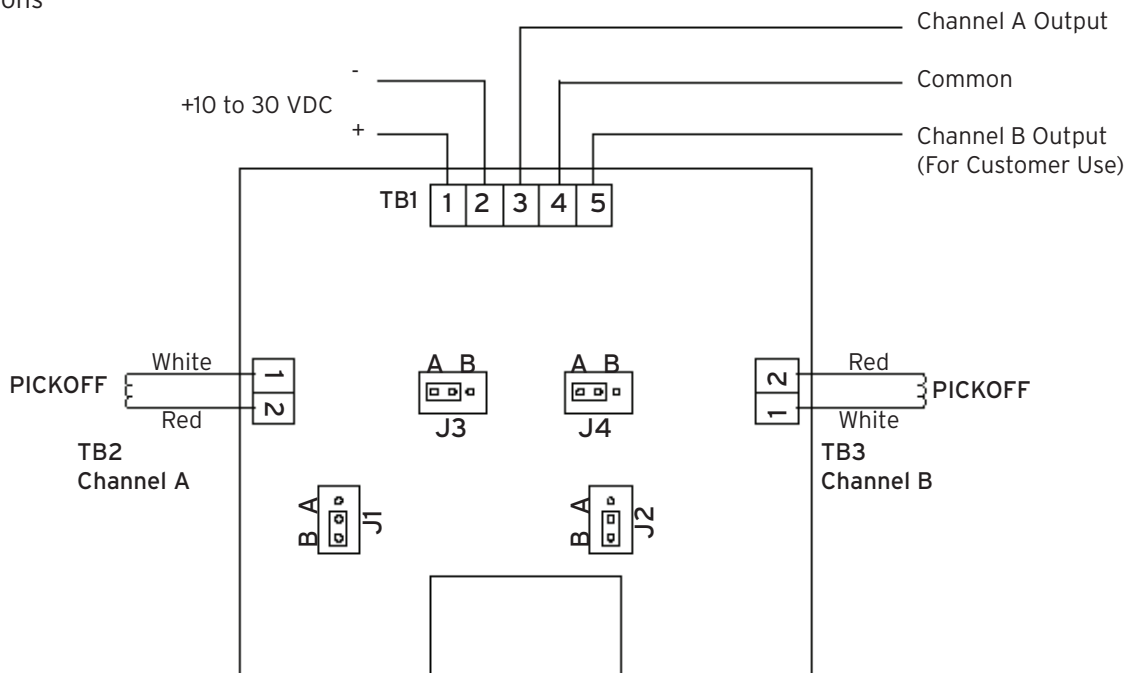 ons
Channel A Output
-
Common
+10 to 30 VDC
+
Channel B Output
(For Customer Use)
TB1 1 2 3 4 5
White
1
A B
A B
2
Red
PICKOFF
PICKOFF
Red
2
J3
J4
1
White
TB2
Channel A
TB3
Channel B
A
B
J1
A
B
J2